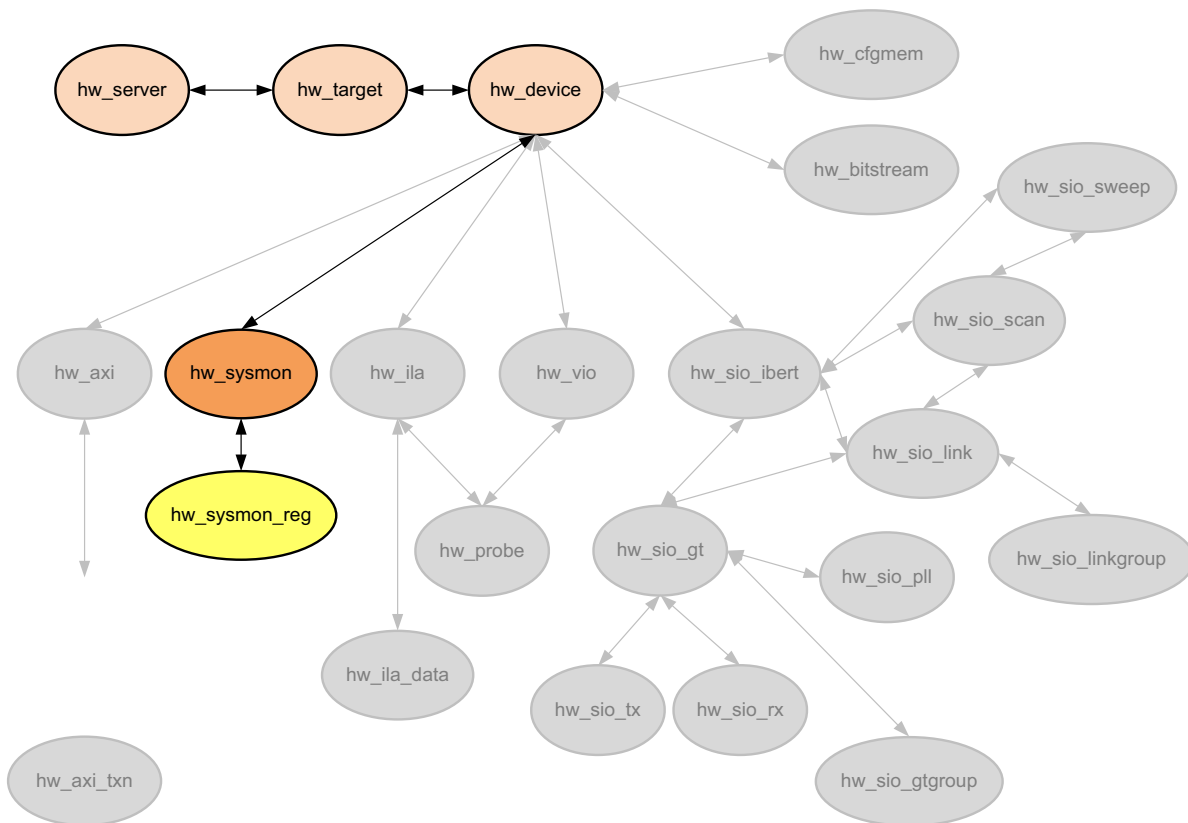 hw_server
hw_target
hw_device
hw_cfgmem
hw_bitstream
hw_sio_sweep
hw_sio_scan
hw_axi
hw_sysmon
hw_ila
hw_vio
hw_sio_ibert
hw_sio_link
hw_sysmon_reg
hw_probe
hw_sio_gt
hw_sio_pll
hw_sio_linkgroup
hw_ila_data
hw_sio_tx
hw_sio_rx
hw_axi_txn
hw_sio_gtgroup